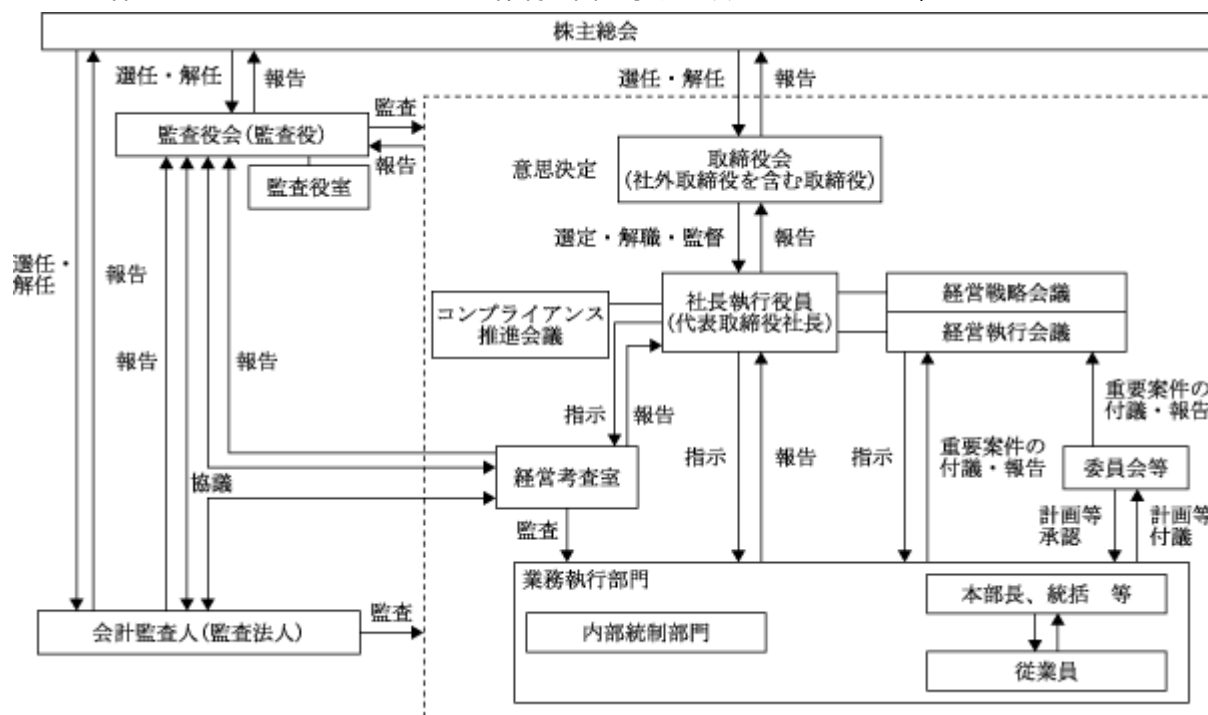 株主総会
選任・解任
報告
選任・解任
報告
監査
監査役会(監査役)
報告
監査役室
意思決定
取締役会
(社外取締役を含む取締役)
選定・解職・監督
報告
選任・
解任
報告
コンプライアンス
推進会議
社長執行役員
(代表取締役社長)
経営戦略会議
経営執行会議
報告
報告
指示
報告
重要案件の
付議・報告
指示
報告
指示
重要案件の
付議・報告
委員会等
経営考査室
協議
監査
計画等
承認
計画等
付議
業務執行部門
本部長、統括 等
内部統制部門
従業員
会計監査人(監査法人)
監査